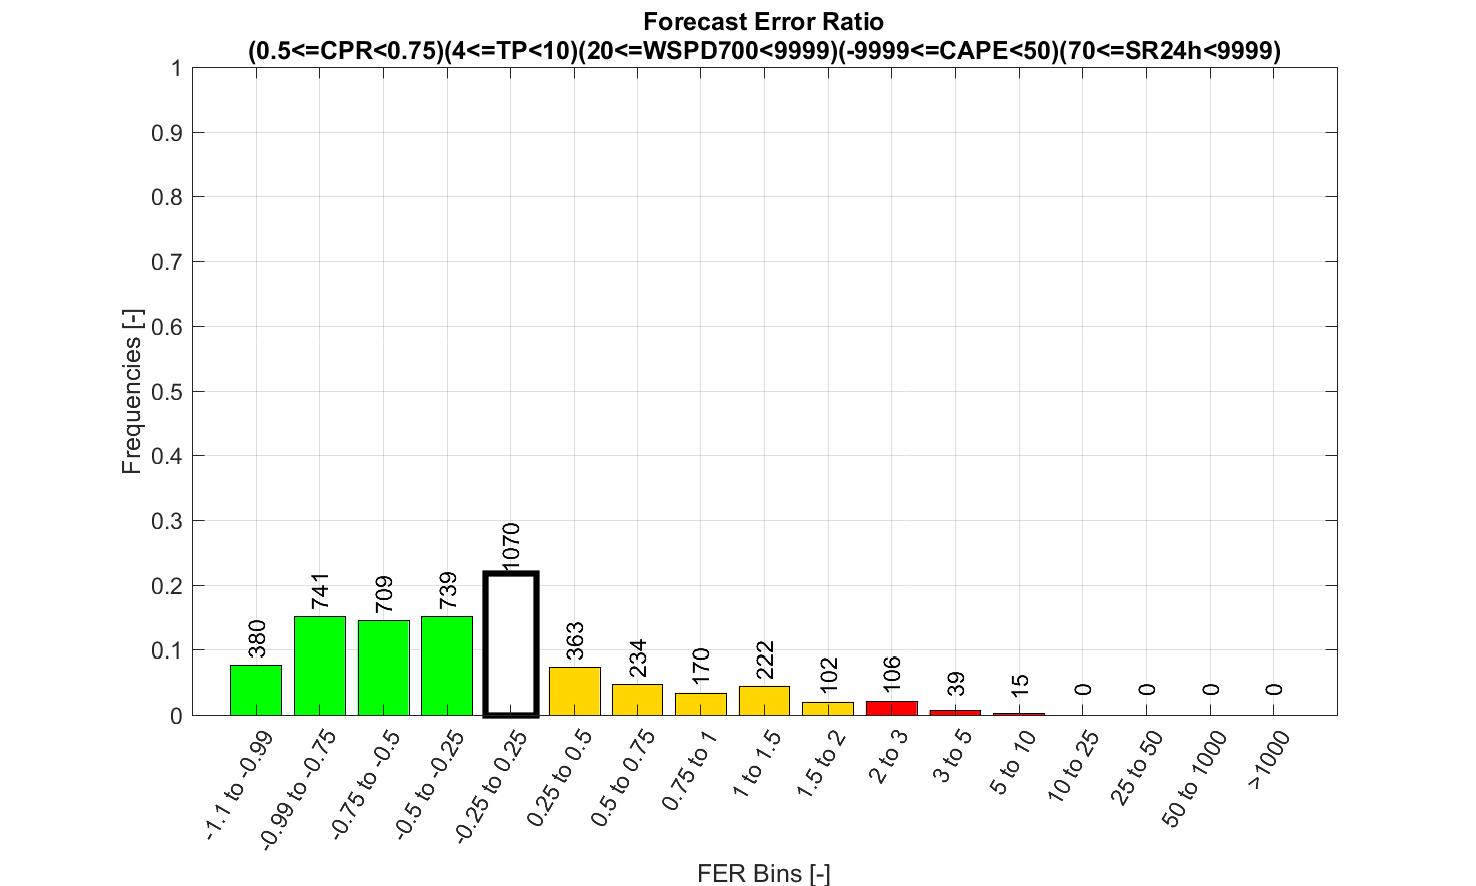 Forecast Error Ratio
(0.5<=CPR<0.75)(4<=TP<10)(20<=WSPD700<9999)(-9999<=CAPE<50)(70<=SR24h<9999)
1
0.9
0.8
0.7
0.6
0.5
0.4
0.3
0.2
0.1
0
Frequencies [-]
380
741
709
739
1070
363
234
170
222
102
106
39
15
0
0
0
0
-1.1 to -0.99
-0.99 to -0.75
-0.75 to -0.5
-0.5 to -0.25
-0.25 to 0.25
0.25 to 0.5
0.5 to 0.75
0.75 to 1
1 to 1.5
1.5 to 2
2 to 3
3 to 5
5 to 10
10 to 25
25 to 50
50 to 1000
>1000
FER Bins [-]